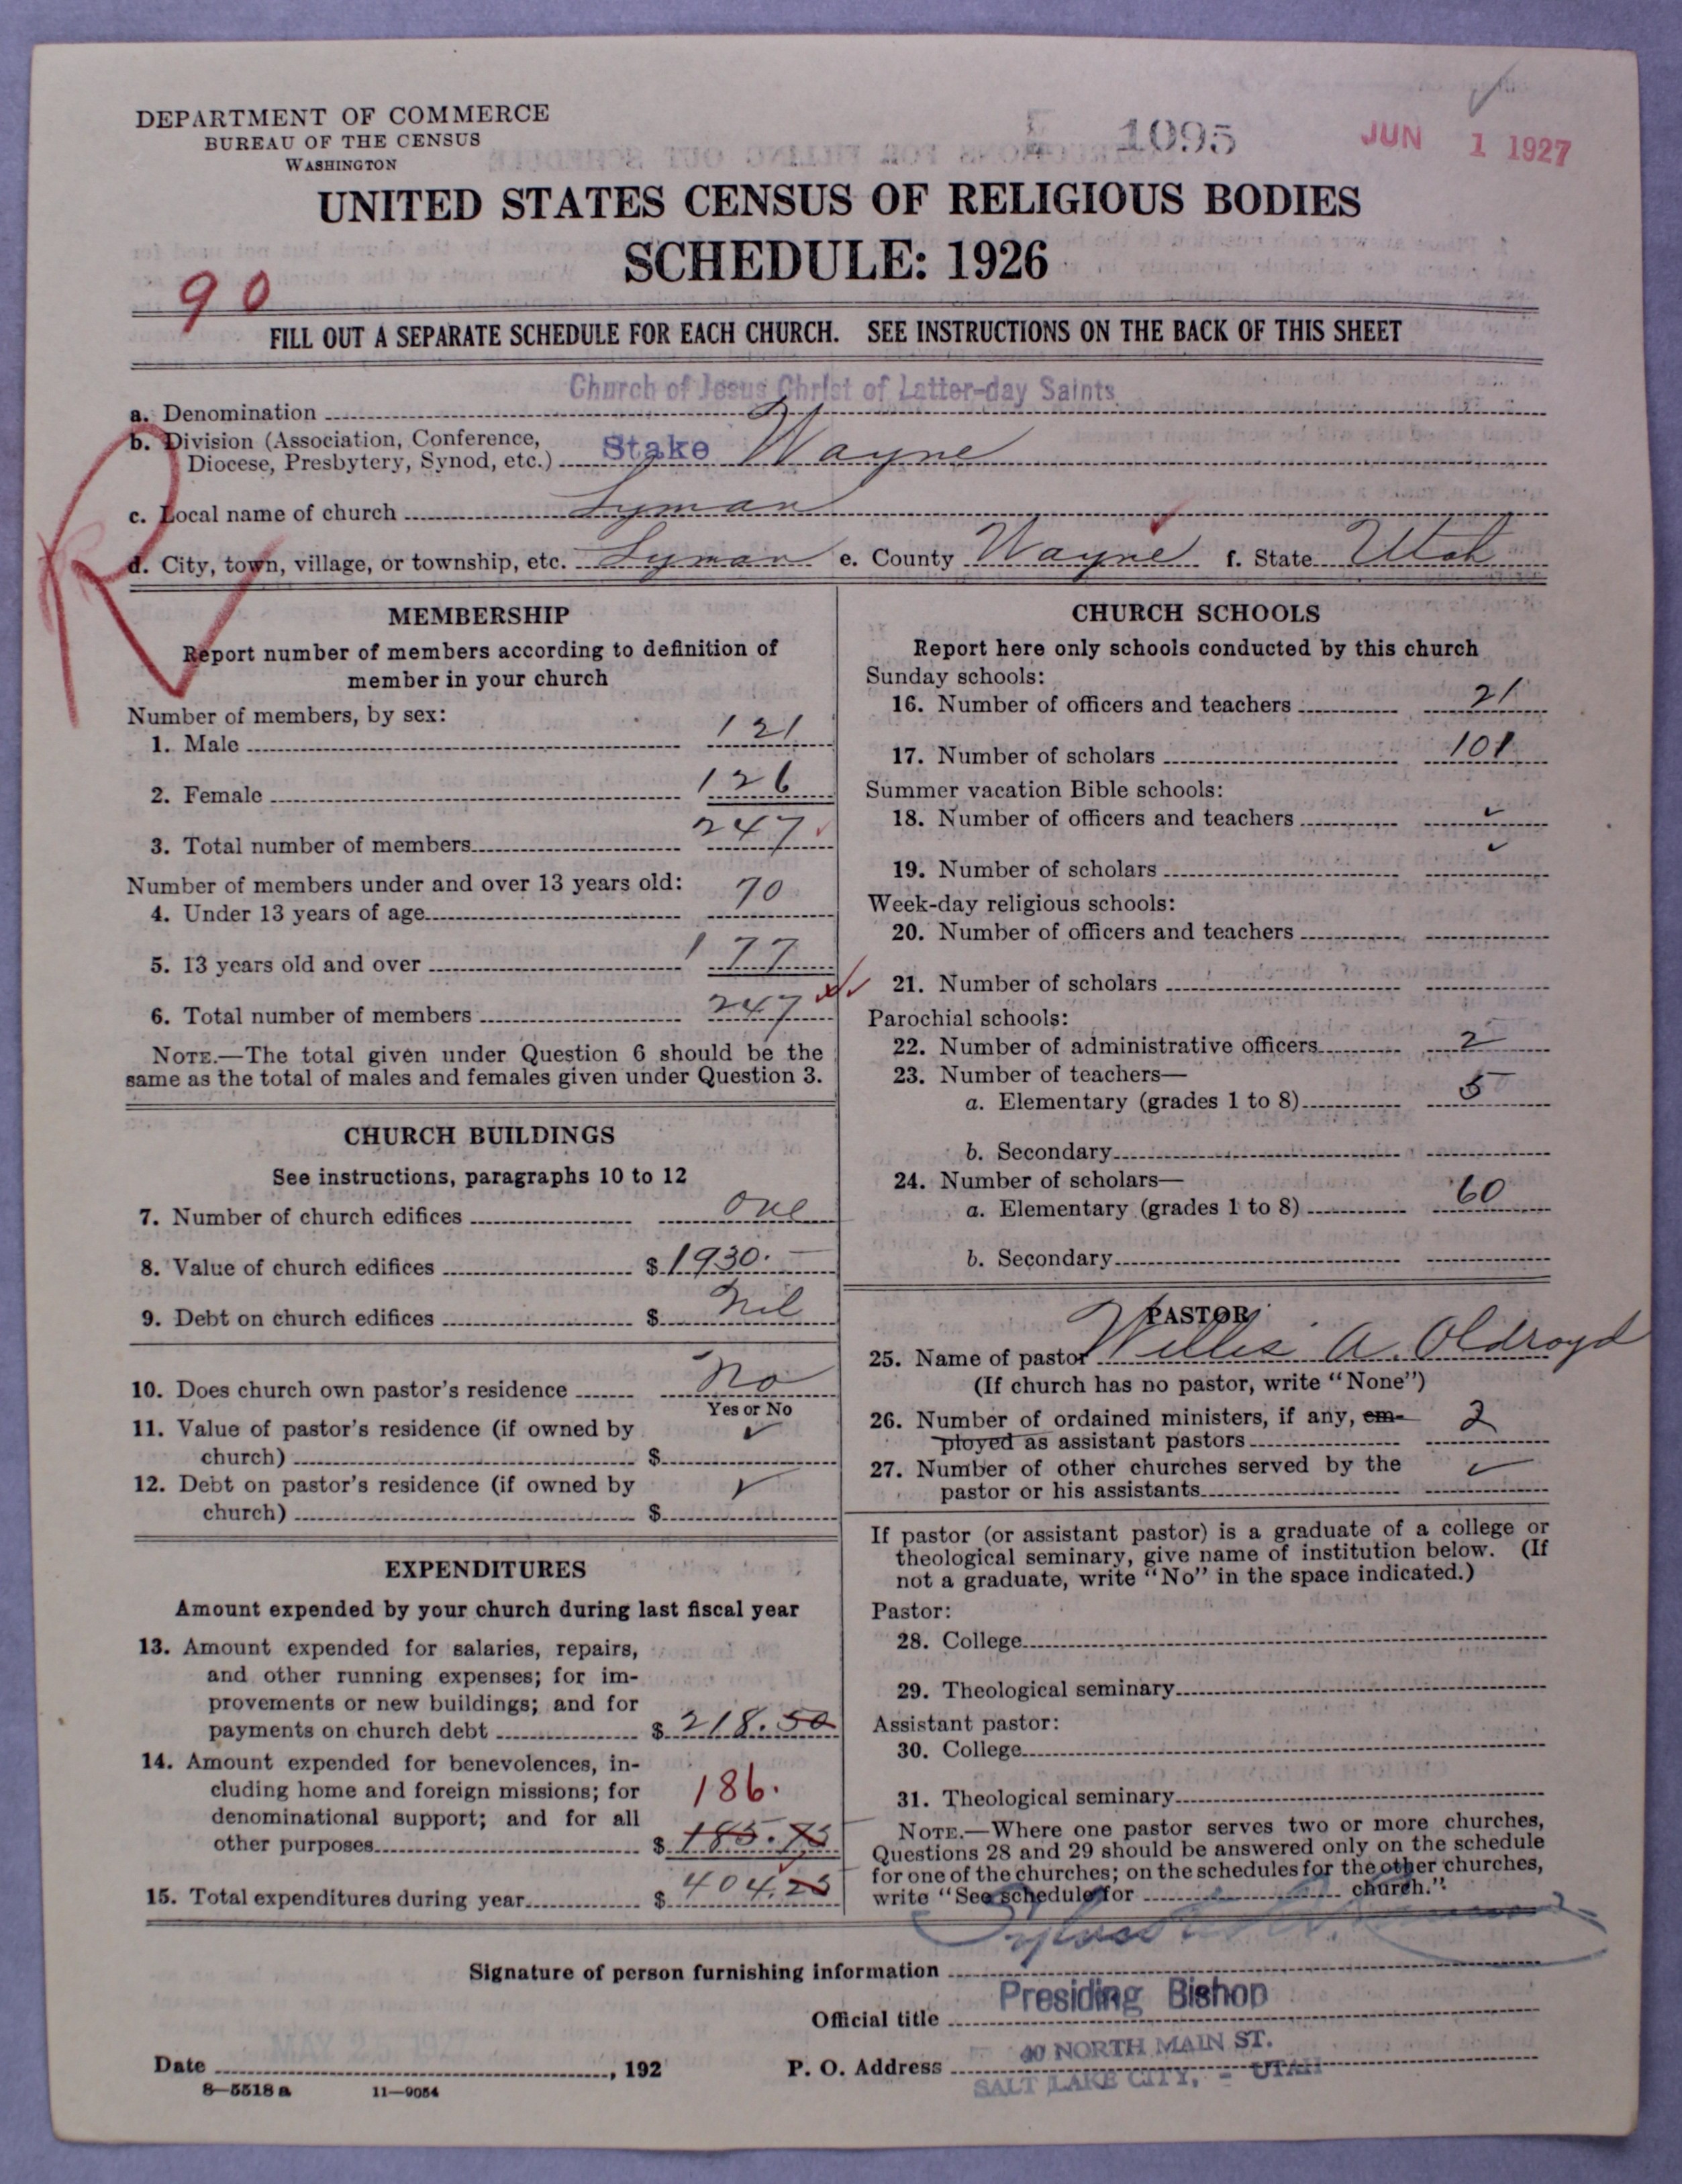 DEPARTMENT OF COMMERCE
BUREAU OF THE CENSUS
WASHINGTON
1095
JUN 1 1927
UNITED STATES CENSUS OF RELIGIOUS BODIES
SCHEDULE: 1926
90
FILL OUT A SEPARATE SCHEDULE FOR EACH CHURCH. SEE INSTRUCTIONS ON THE BACK OF THIS SHEET
a. Denomination Church of Jesus Christ of Latter-day Saints
b. Division (Association, Conference,
Diocese, Presbytery, Synod, etc.) Stake Wayne
c. Local name of church Lyman
R
d. City, town, village, or township, etc. Lyman e. County Wayne f. State Utah
MEMBERSHIP
Report number of members according to definition of
member in your church
Number of members, by sex:
1. Male 121
2. Female 126
3. Total number of members 247
Number of members under and over 13 years old:
4. Under 13 years of age 70
5. 13 years old and over 177
6. Total number of members 247
NOTE.—The total given under Question 6 should be the
same as the total of males and females given under Question 3.
CHURCH BUILDINGS
See instructions, paragraphs 10 to 12
7. Number of church edifices one
8. Value of church edifices $1930.—
9. Debt on church edifices $ Nil
10. Does church own pastor's residence No
Yes or No
11. Value of pastor's residence (if owned by
church) $
12. Debt on pastor's residence (if owned by
church) $
EXPENDITURES
Amount expended by your church during last fiscal year
13. Amount expended for salaries, repairs,
and other running expenses; for im-
provements or new buildings; and for
payments on church debt $218.50
14. Amount expended for benevolences, in-
cluding home and foreign missions; for
denominational support; and for all
186.
other purposes $185.73
15. Total expenditures during year $404.23
CHURCH SCHOOLS
Report here only schools conducted by this church
Sunday schools:
16. Number of officers and teachers 21
17. Number of scholars 101
Summer vacation Bible schools:
18. Number of officers and teachers ✓
19. Number of scholars ✓
Week-day religious schools:
20. Number of officers and teachers
21. Number of scholars
Parochial schools:
22. Number of administrative officers 2
23. Number of teachers—
a. Elementary (grades 1 to 8) 5
b. Secondary
24. Number of scholars—
a. Elementary (grades 1 to 8) 60
b. Secondary
PASTOR
25. Name of pastor Willis A. Oldroyd
(If church has no pastor, write "None")
26. Number of ordained ministers, if any, em-
ployed as assistant pastors 2
27. Number of other churches served by the
pastor or his assistants ✓
If pastor (or assistant pastor) is a graduate of a college or
theological seminary, give name of institution below. (If
not a graduate, write "No" in the space indicated.)
Pastor:
28. College
29. Theological seminary
Assistant pastor:
30. College
31. Theological seminary
NOTE.—Where one pastor serves two or more churches,
Questions 28 and 29 should be answered only on the schedule
for one of the churches; on the schedules for the other churches,
write "See schedule for church."
Signature of person furnishing information
Official title Presiding Bishop
Date , 192
P. O. Address 40 NORTH MAIN ST.
SALT LAKE CITY, - UTAH
8—5518 a 11—9054